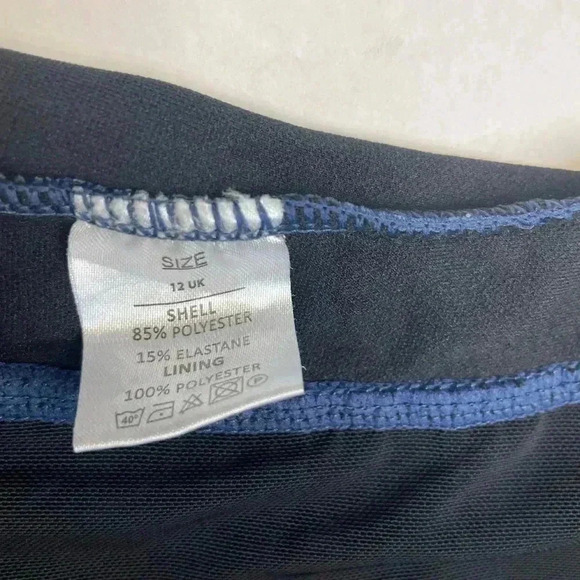 SIZE
12 UK
SHELL
85% POLYESTER
15% ELASTANE
LINING
100% POLYESTER
40°
P